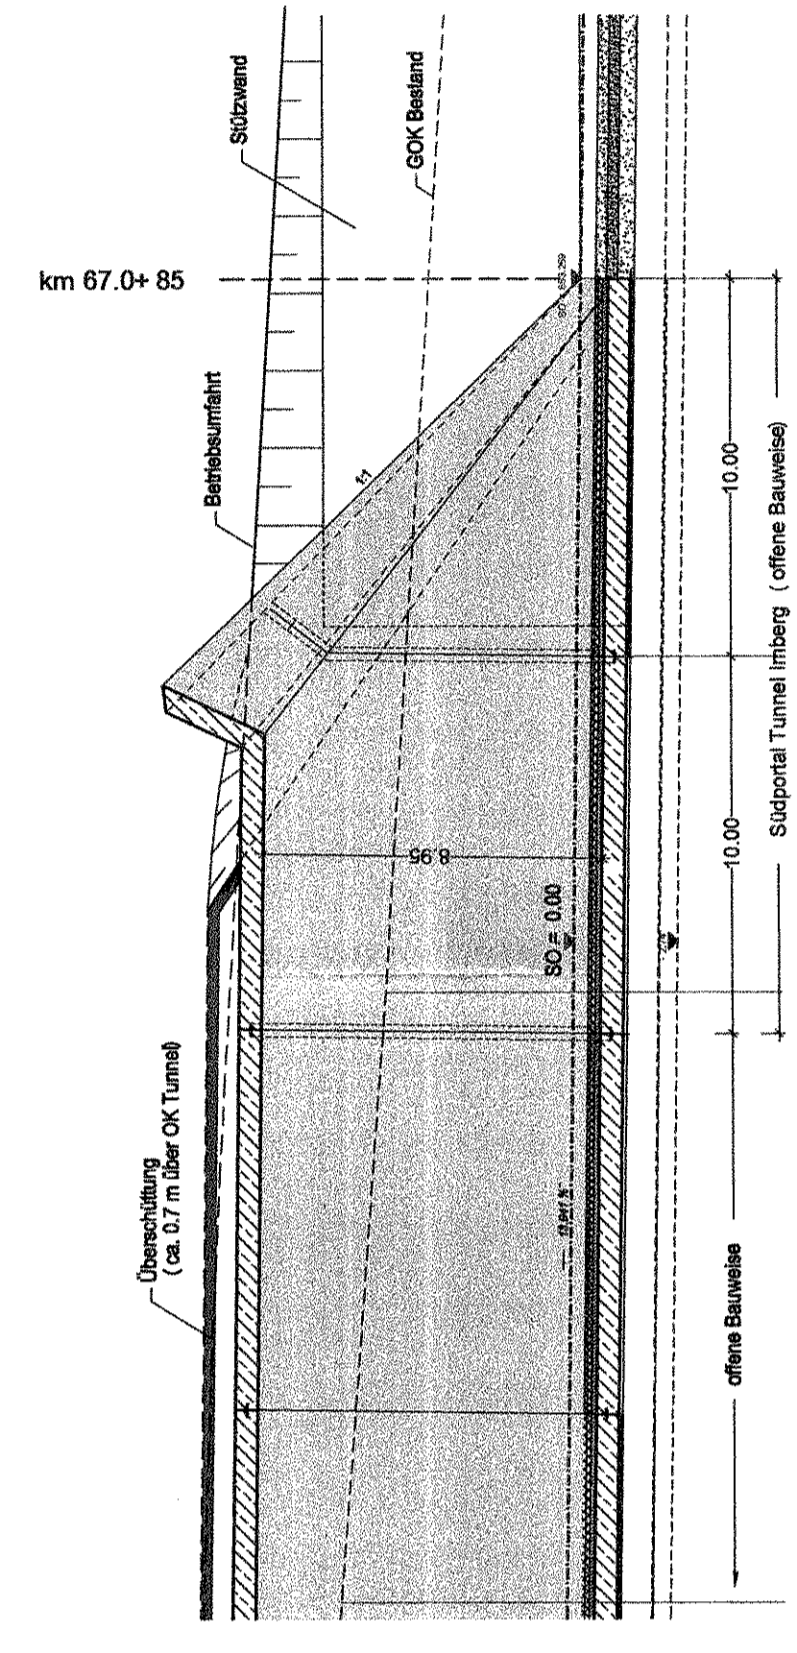 Stützwand
GOK Bestand
km 67.0+ 85
Betriebsumfahrt
1:1
10.00
8.95
SO = 0.00
10.00
Südportal Tunnel Imberg ( offene Bauweise)
Überschüttung
( ca. 0.7 m über OK Tunnel)
offene Bauweise